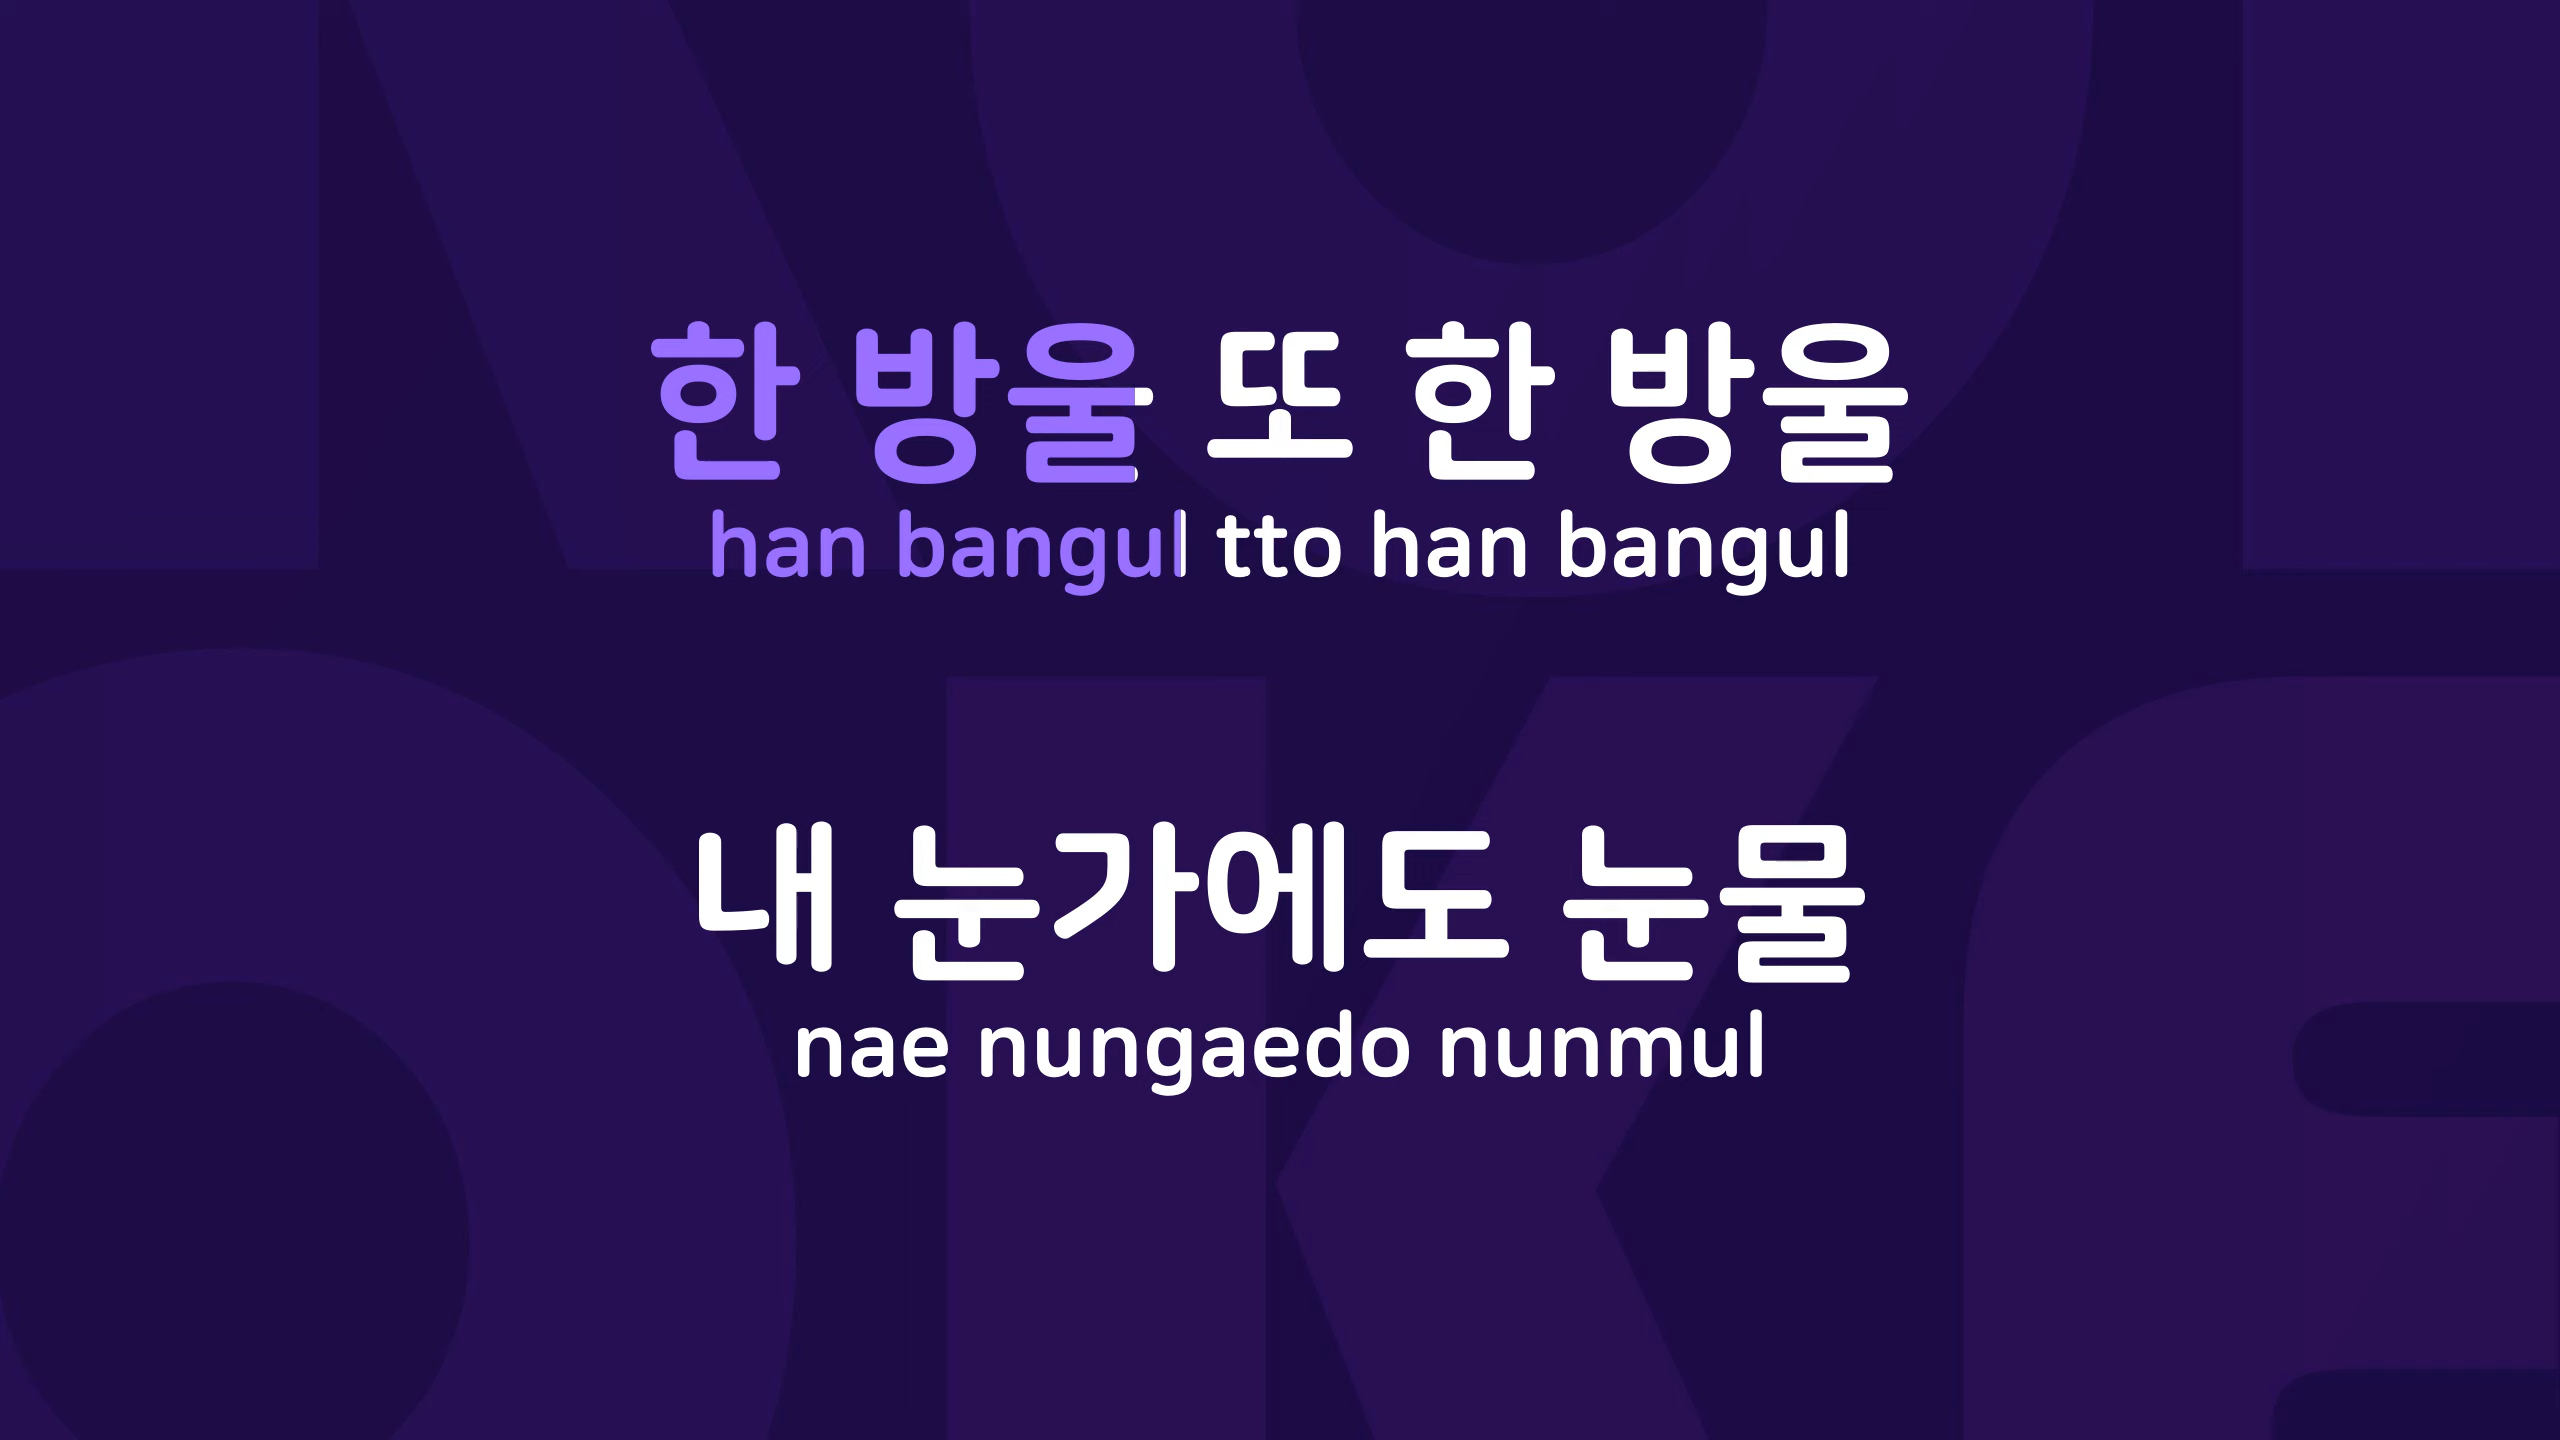 한 방울 또 한 방울
han bangul tto han bangul
내 눈가에도 눈물
nae nungaedo nunmul